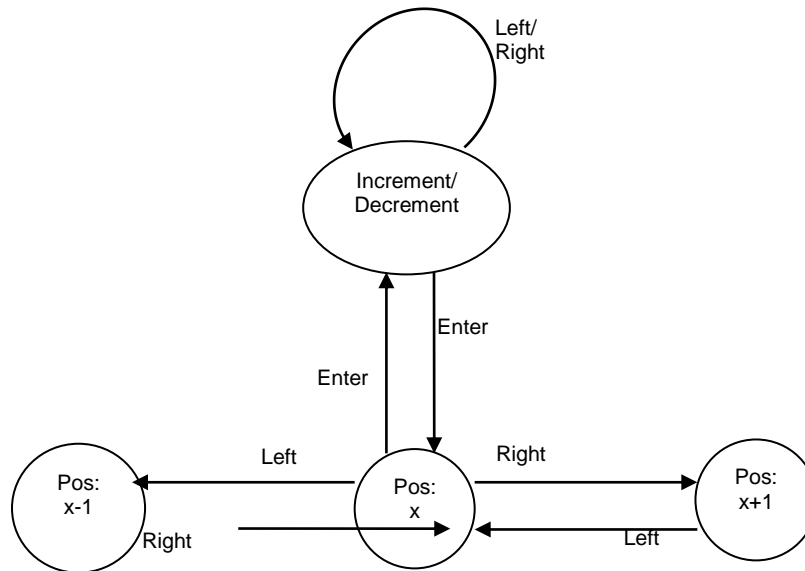 Left/
Right
Increment/
Decrement
Enter
Enter
Left
Right
Pos:
x-1
Pos:
x
Pos:
x+1
Right
Left